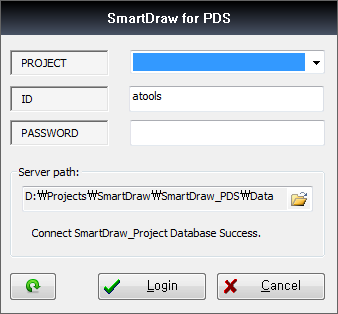 SmartDraw for PDS
PROJECT
ID
atools
PASSWORD
Server path:
D:₩Projects₩SmartDraw₩SmartDraw_PDS₩Data
Connect SmartDraw_Project Database Success.
Login
Cancel